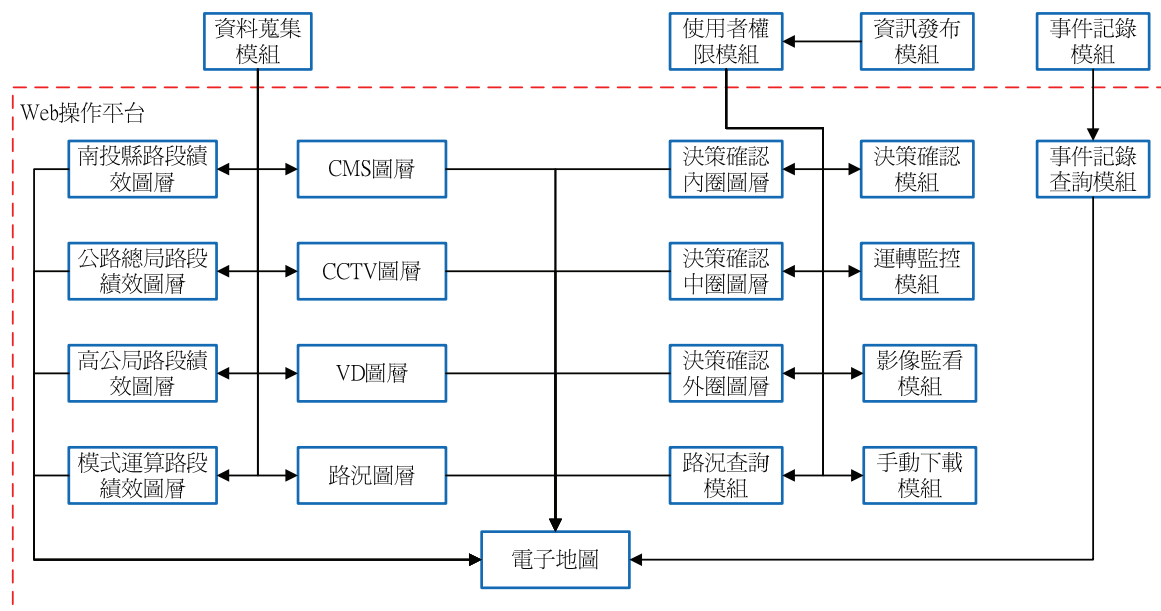 資料蒐集
模組
使用者權
限模組
資訊發布
模組
事件記錄
模組
Web操作平台
南投縣路段績
效圖層
CMS圖層
決策確認
內圈圖層
決策確認
模組
事件記錄
查詢模組
公路總局路段
績效圖層
CCTV圖層
決策確認
中圈圖層
運轉監控
模組
高公局路段績
效圖層
VD圖層
決策確認
外圈圖層
影像監看
模組
模式運算路段
績效圖層
路況圖層
路況查詢
模組
手動下載
模組
電子地圖